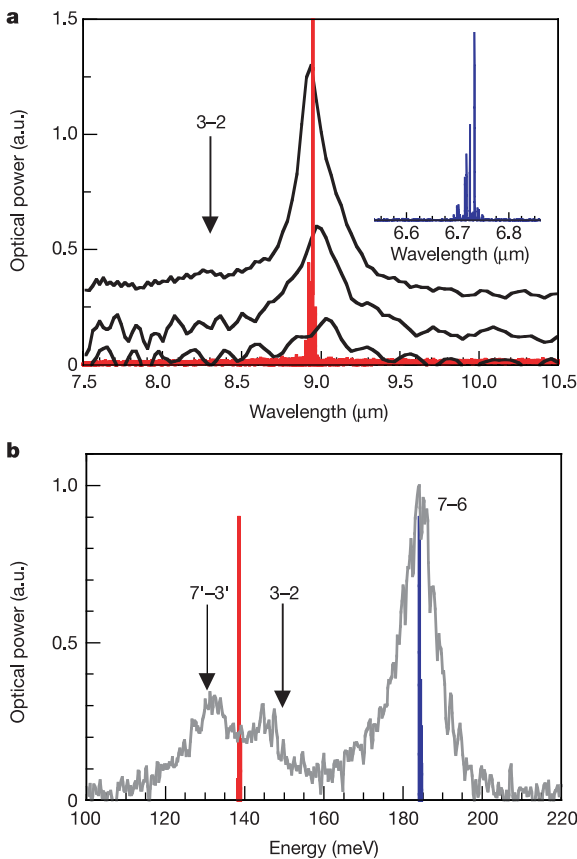 a
1.5
1.0
0.5
0
Optical power (a.u.)
3–2
6.6 6.7 6.8
Wavelength (μm)
7.5 8.0 8.5 9.0 9.5 10.0 10.5
Wavelength (μm)
b
1.0
0.5
0
Optical power (a.u.)
7–6
7'–3'
3–2
100 120 140 160 180 200 220
Energy (meV)